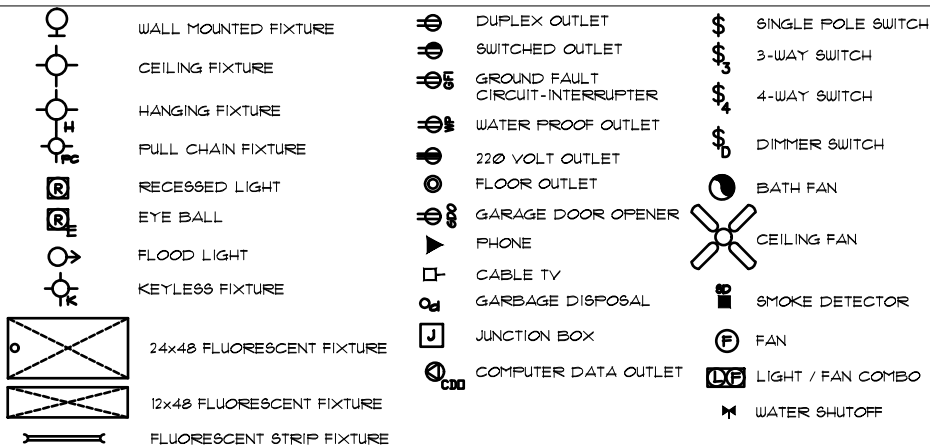 WALL MOUNTED FIXTURE
CEILING FIXTURE
H
HANGING FIXTURE
PC
PULL CHAIN FIXTURE
R
RECESSED LIGHT
R E
EYE BALL
FLOOD LIGHT
K
KEYLESS FIXTURE
24x48 FLUORESCENT FIXTURE
12x48 FLUORESCENT FIXTURE
FLUORESCENT STRIP FIXTURE
DUPLEX OUTLET
SWITCHED OUTLET
GFI
GROUND FAULT
CIRCUIT-INTERRUPTER
WP
WATER PROOF OUTLET
220 VOLT OUTLET
FLOOR OUTLET
GDO
GARAGE DOOR OPENER
PHONE
CABLE TV
d
GARBAGE DISPOSAL
J
JUNCTION BOX
CDO
COMPUTER DATA OUTLET
$
SINGLE POLE SWITCH
$3
3-WAY SWITCH
$4
4-WAY SWITCH
$D
DIMMER SWITCH
BATH FAN
CEILING FAN
SD
SMOKE DETECTOR
F
FAN
L F
LIGHT / FAN COMBO
WATER SHUTOFF